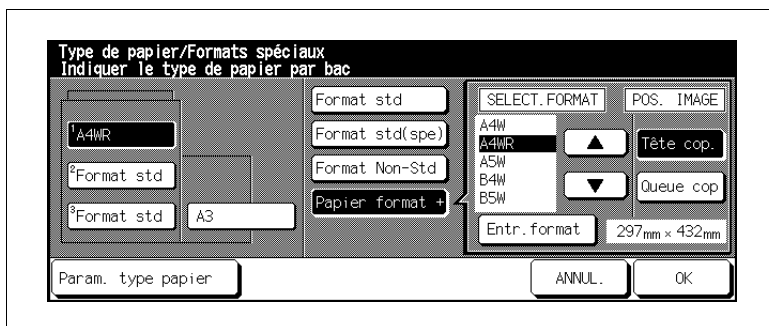 Type de papier/Formats spéciaux
Indiquer le type de papier par bac
1A4WR
2Format std
3Format std
A3
Format std
Format std(spe)
Format Non-Std
Papier format +
SELECT.FORMAT
POS. IMAGE
A4W
A4WR
A5W
B4W
B5W
▲
▼
Tête cop.
Queue cop
Entr.format
297mm × 432mm
Param. type papier
ANNUL.
OK